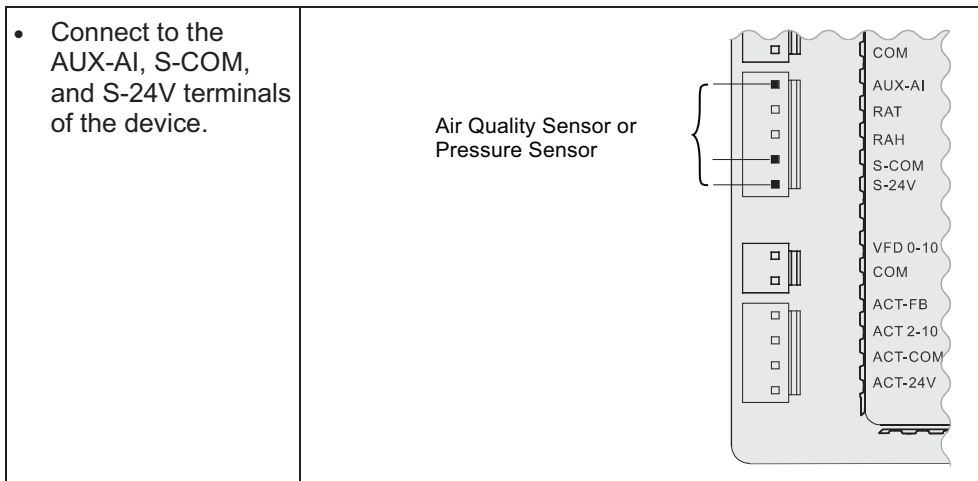 • Connect to the
AUX-AI, S-COM,
and S-24V terminals
of the device.
Air Quality Sensor or
Pressure Sensor
COM
AUX-AI
RAT
RAH
S-COM
S-24V
VFD 0-10
COM
ACT-FB
ACT 2-10
ACT-COM
ACT-24V